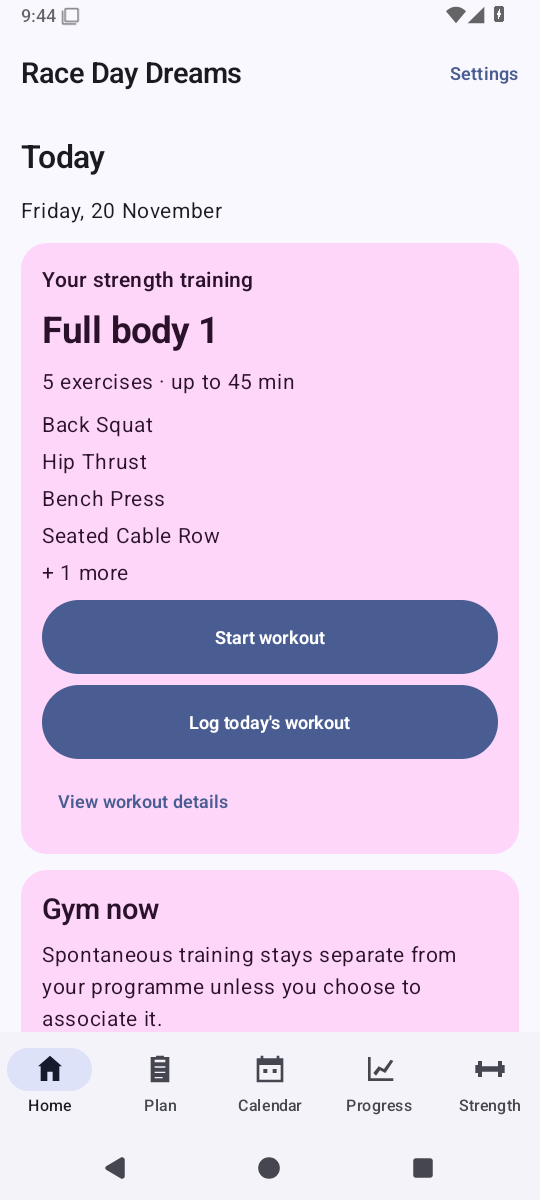 9:44
Race Day Dreams
Settings
Today
Friday, 20 November
Your strength training
Full body 1
5 exercises · up to 45 min
Back Squat
Hip Thrust
Bench Press
Seated Cable Row
+ 1 more
Start workout
Log today's workout
View workout details
Gym now
Spontaneous training stays separate from
your programme unless you choose to
associate it.
Home
Plan
Calendar
Progress
Strength